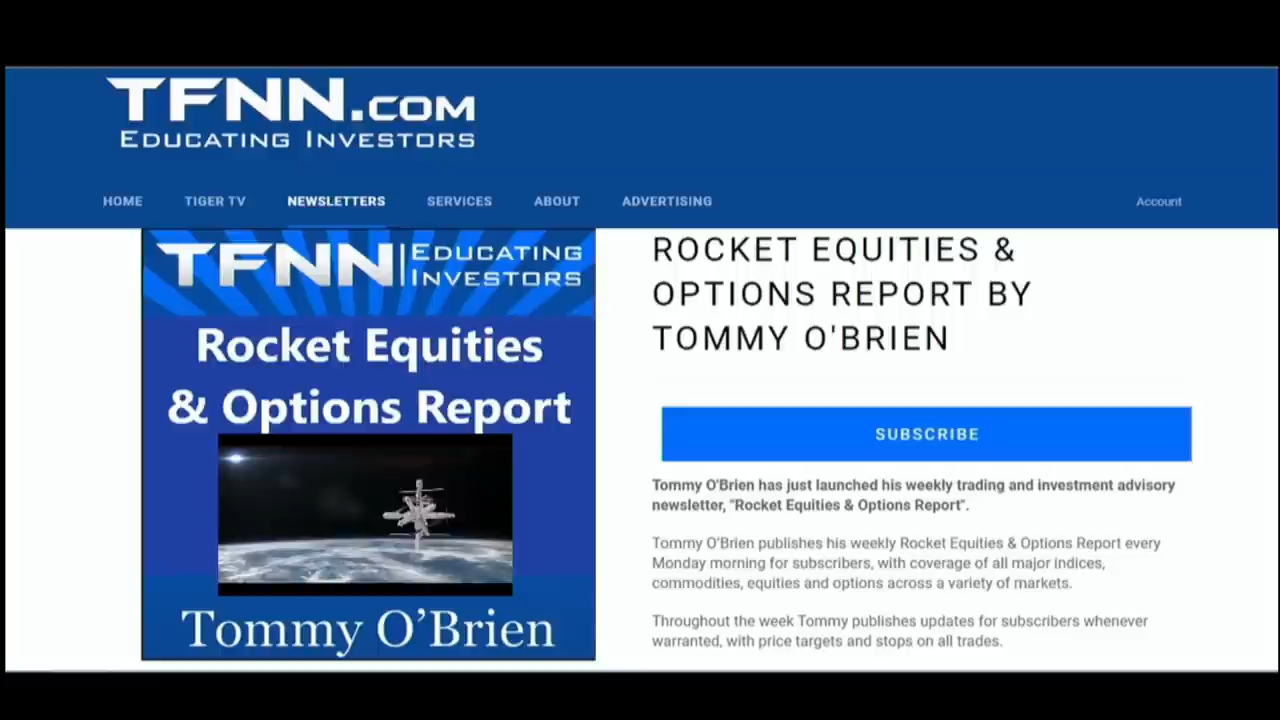 TFNN.COM
EDUCATING INVESTORS
HOME TIGER TV NEWSLETTERS SERVICES ABOUT ADVERTISING Account
TFNN EDUCATING
INVESTORS
Rocket Equities
& Options Report
Tommy O’Brien
ROCKET EQUITIES &
OPTIONS REPORT BY
TOMMY O'BRIEN
SUBSCRIBE
Tommy O'Brien has just launched his weekly trading and investment advisory
newsletter, "Rocket Equities & Options Report".
Tommy O'Brien publishes his weekly Rocket Equities & Options Report every
Monday morning for subscribers, with coverage of all major indices,
commodities, equities and options across a variety of markets.
Throughout the week Tommy publishes updates for subscribers whenever
warranted, with price targets and stops on all trades.